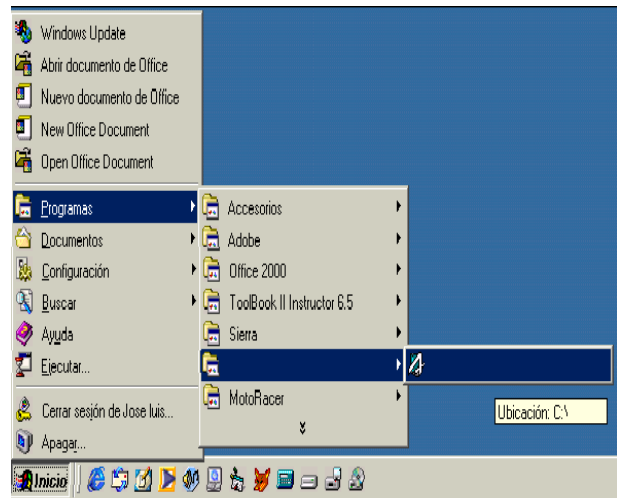 Windows Update
Abrir documento de Office
Nuevo documento de Office
New Office Document
Open Office Document
Programas
Documentos
Configuración
Buscar
Ayuda
Ejecutar...
Cerrar sesión de Jose luis...
Apagar...
Accesorios
Adobe
Office 2000
ToolBook II Instructor 6.5
Sierra
MotoRacer
Ubicación: C:\
Inicio